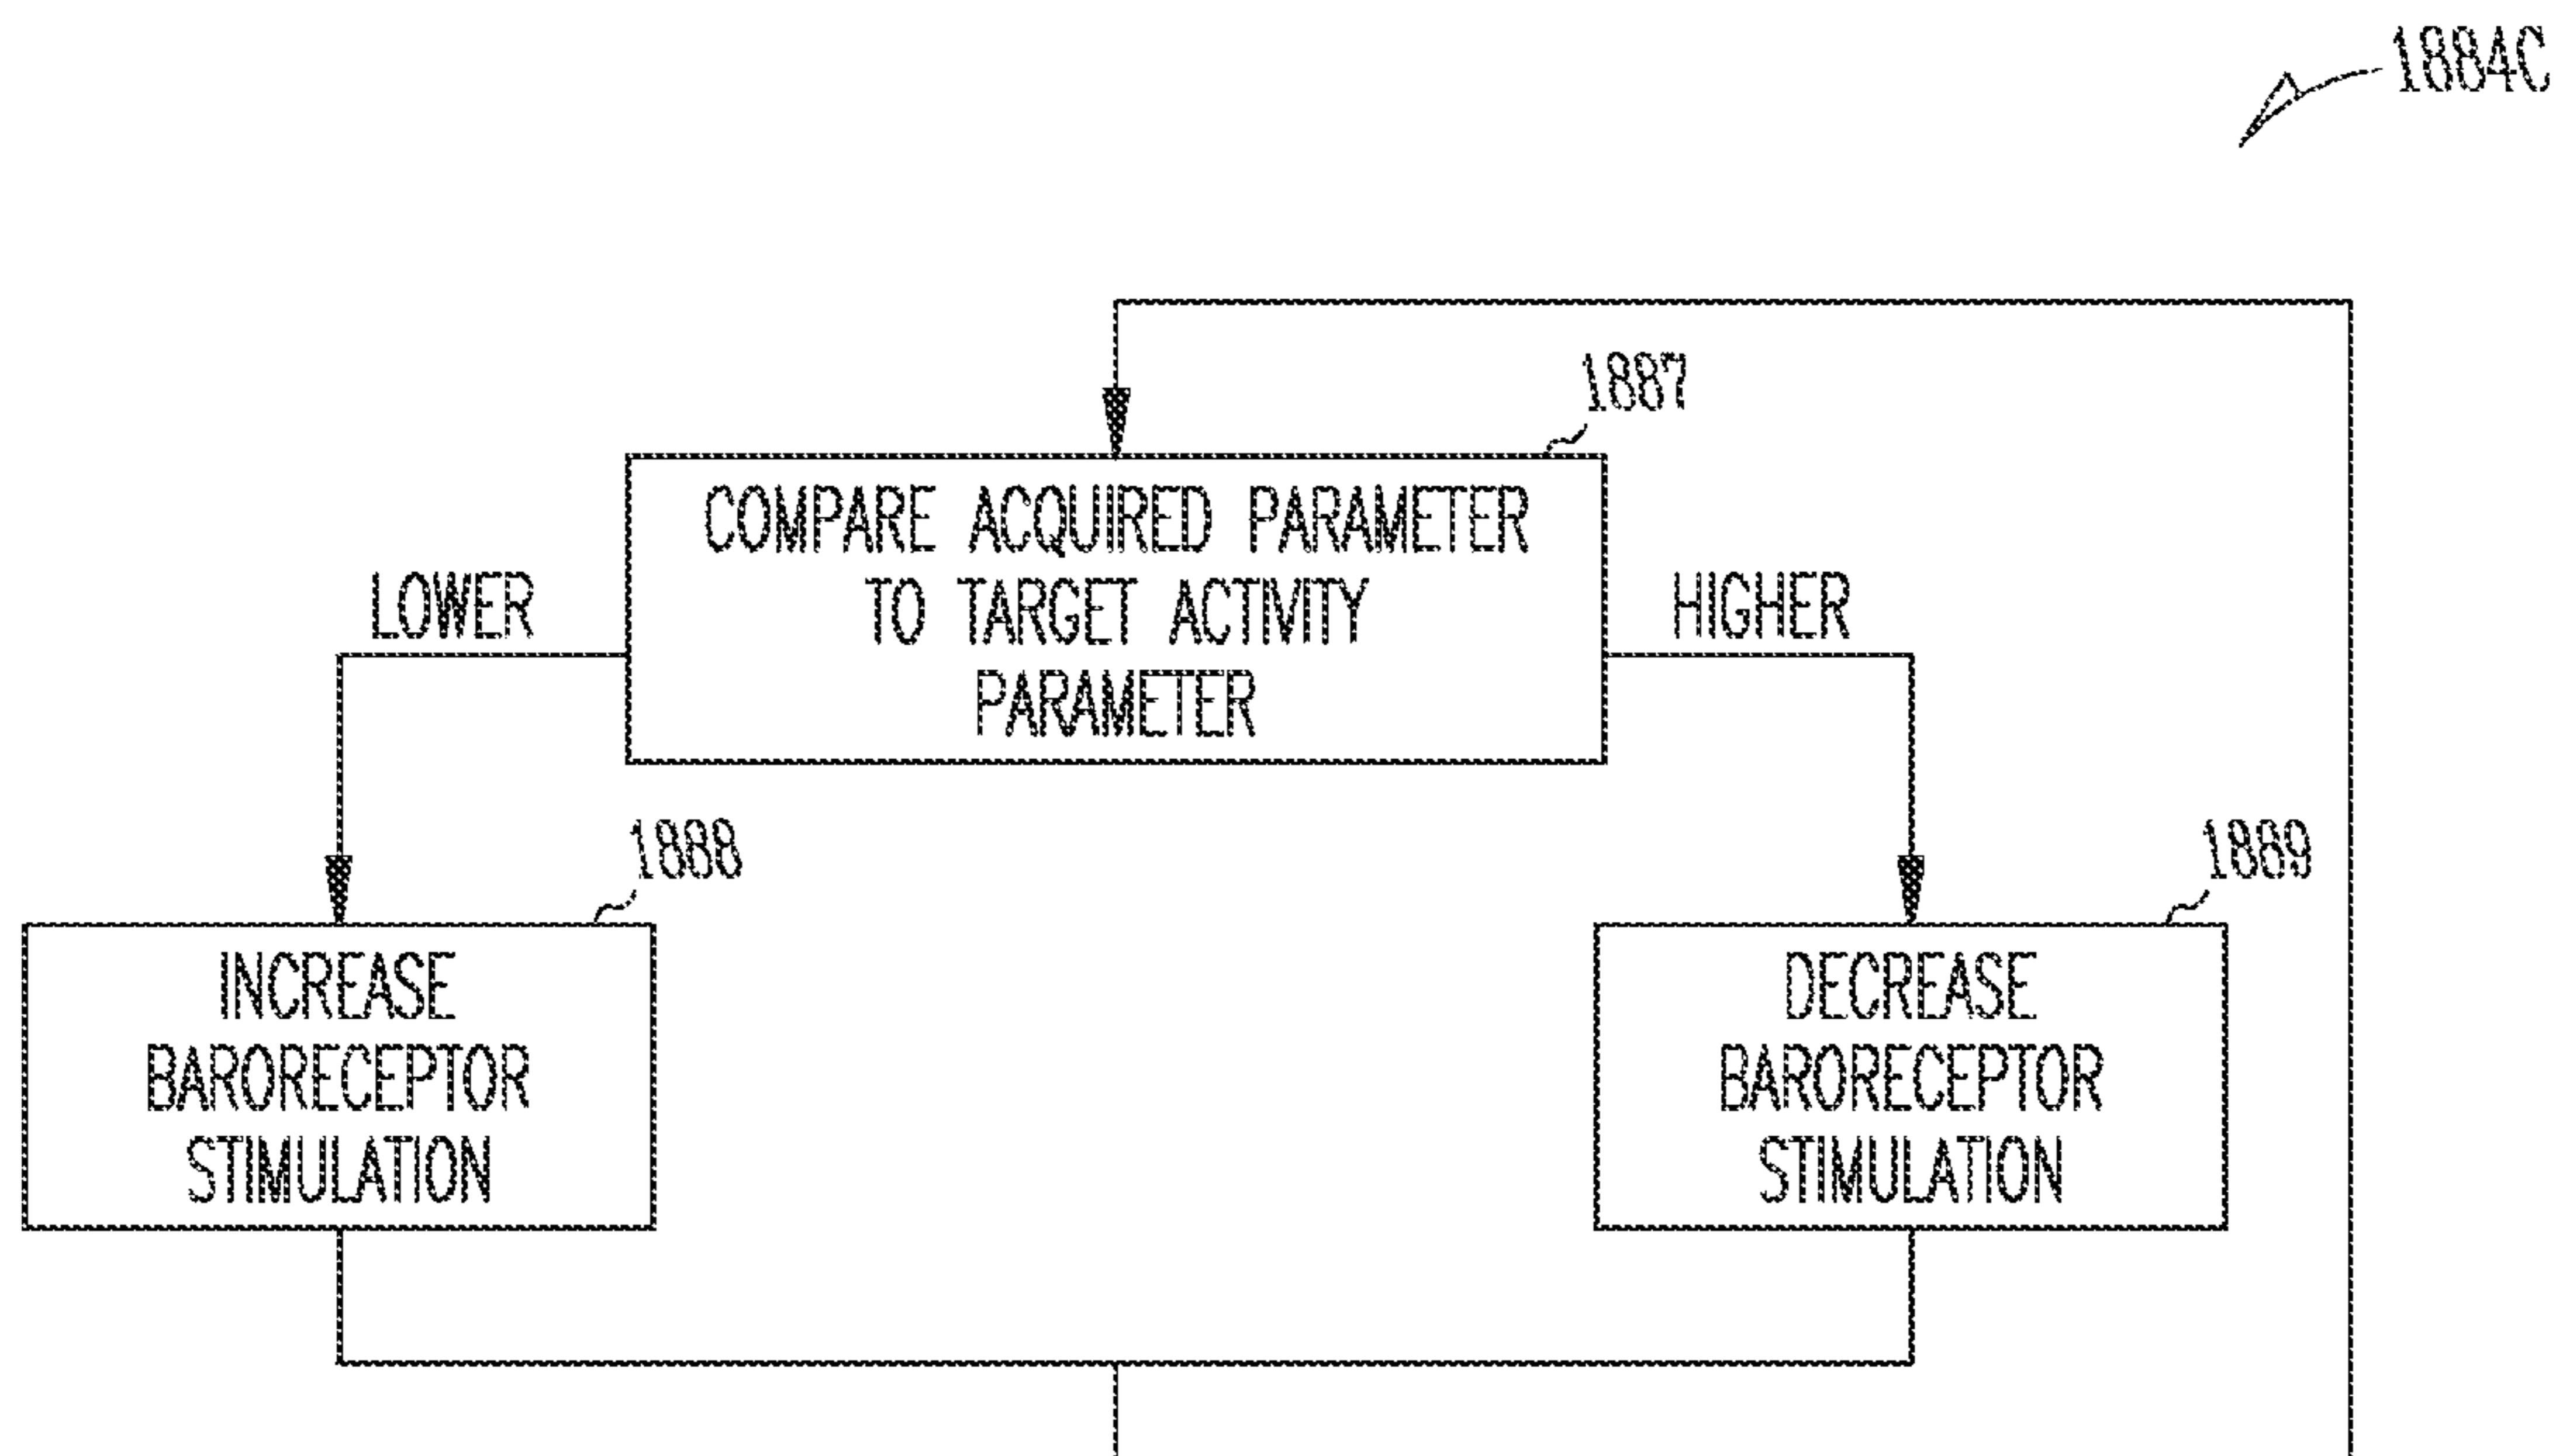 1884C
1887
COMPARE ACQUIRED PARAMETER
TO TARGET ACTIVITY
PARAMETER
LOWER
HIGHER
1888
INCREASE
BARORECEPTOR
STIMULATION
1889
DECREASE
BARORECEPTOR
STIMULATION